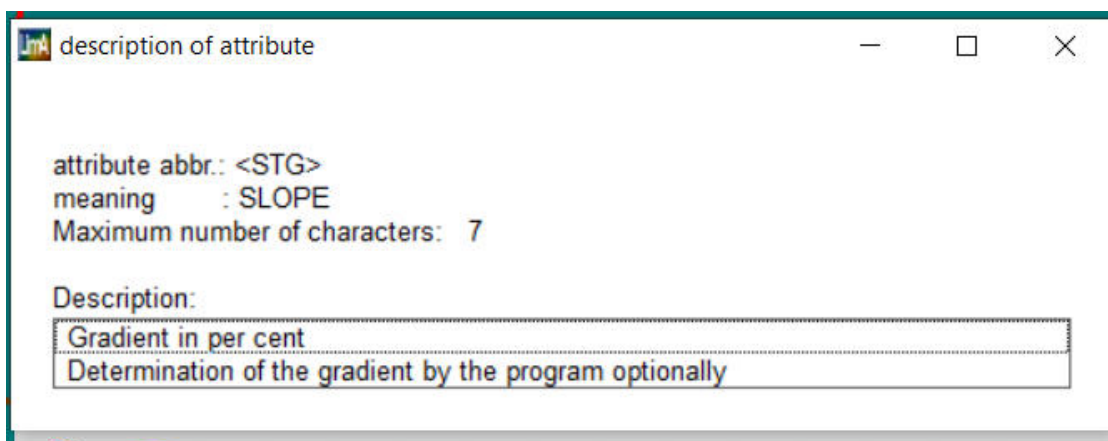 LimA description of attribute
attribute abbr.: <STG>
meaning : SLOPE
Maximum number of characters: 7
Description:
Gradient in per cent
Determination of the gradient by the program optionally